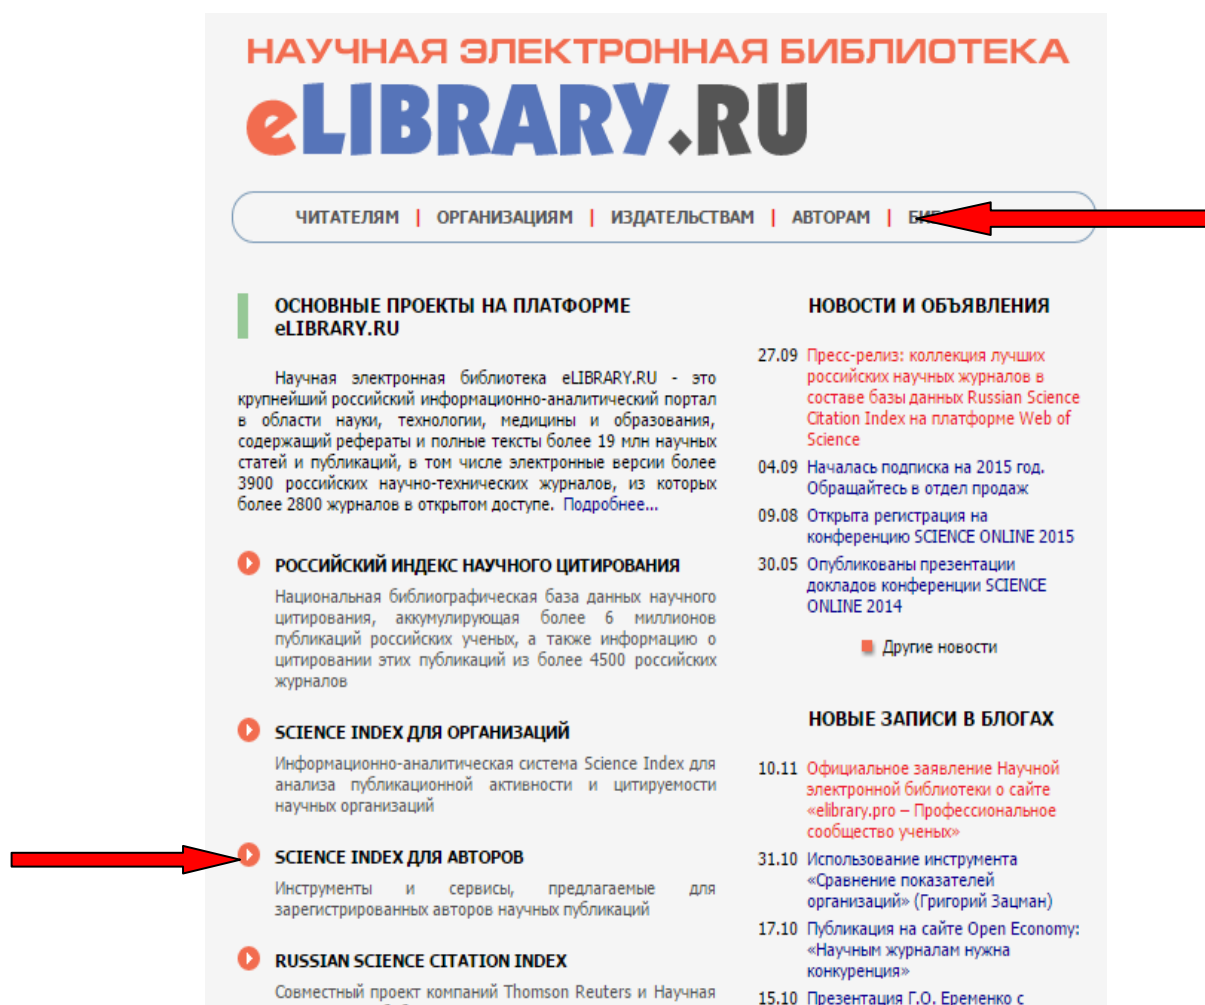 НАУЧНАЯ ЭЛЕКТРОННАЯ БИБЛИОТЕКА
eLIBRARY.RU
ЧИТАТЕЛЯМ | ОРГАНИЗАЦИЯМ | ИЗДАТЕЛЬСТВАМ | АВТОРАМ |
ОСНОВНЫЕ ПРОЕКТЫ НА ПЛАТФОРМЕ
eLIBRARY.RU
Научная электронная библиотека eLIBRARY.RU - это
крупнейший российский информационно-аналитический портал
в области науки, технологии, медицины и образования,
содержащий рефераты и полные тексты более 19 млн научных
статей и публикаций, в том числе электронные версии более
3900 российских научно-технических журналов, из которых
более 2800 журналов в открытом доступе. Подробнее...
РОССИЙСКИЙ ИНДЕКС НАУЧНОГО ЦИТИРОВАНИЯ
Национальная библиографическая база данных научного
цитирования, аккумулирующая более 6 миллионов
публикаций российских ученых, а также информацию о
цитировании этих публикаций из более 4500 российских
журналов
SCIENCE INDEX ДЛЯ ОРГАНИЗАЦИЙ
Информационно-аналитическая система Science Index для
анализа публикационной активности и цитируемости
научных организаций
SCIENCE INDEX ДЛЯ АВТОРОВ
Инструменты и сервисы, предлагаемые для
зарегистрированных авторов научных публикаций
RUSSIAN SCIENCE CITATION INDEX
Совместный проект компаний Thomson Reuters и Научная
НОВОСТИ И ОБЪЯВЛЕНИЯ
27.09 Пресс-релиз: коллекция лучших
российских научных журналов в
составе базы данных Russian Science
Citation Index на платформе Web of
Science
04.09 Началась подписка на 2015 год.
Обращайтесь в отдел продаж
09.08 Открыта регистрация на
конференцию SCIENCE ONLINE 2015
30.05 Опубликованы презентации
докладов конференции SCIENCE
ONLINE 2014
Другие новости
НОВЫЕ ЗАПИСИ В БЛОГАХ
10.11 Официальное заявление Научной
электронной библиотеки о сайте
«elibrary.pro – Профессиональное
сообщество ученых»
31.10 Использование инструмента
«Сравнение показателей
организаций» (Григорий Зацман)
17.10 Публикация на сайте Open Economy:
«Научным журналам нужна
конкуренция»
15.10 Презентация Г.О. Еременко с